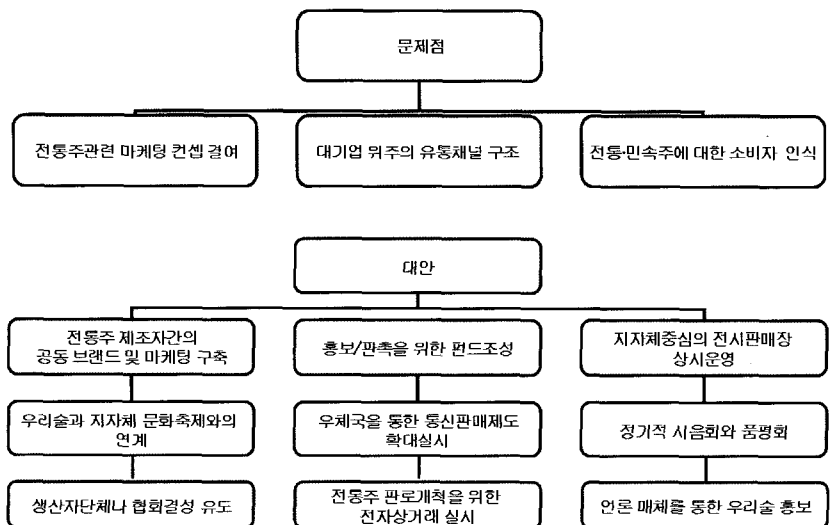 문제점
전통주관련 마케팅 컨셉 결여
대기업 위주의 유통채널 구조
전통·민속주에 대한 소비자 인식
대안
전통주 제조자간의
공동 브랜드 및 마케팅 구축
홍보/판촉을 위한 펀드조성
지자체중심의 전시판매장
상시운영
우리술과 지자체 문화축제와의
연계
우체국을 통한 통신판매제도
확대실시
정기적 시음회와 품평회
생산자단체나 협회결성 유도
전통주 판로개척을 위한
전자상거래 실시
언론 매체를 통한 우리술 홍보